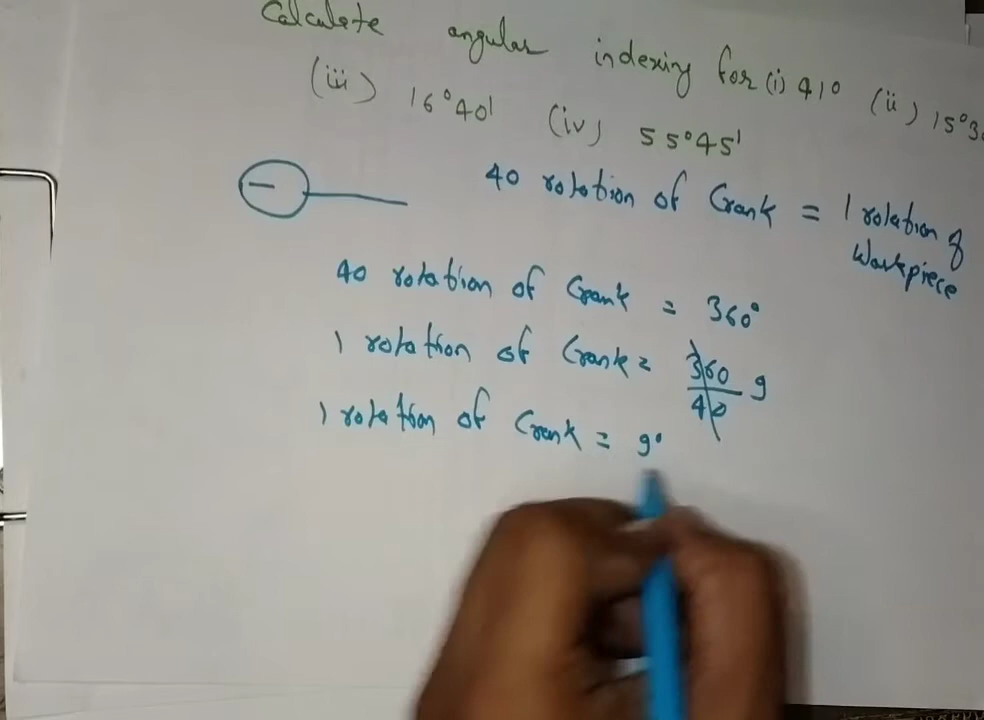 Calculate angular indexing for (i) 41° (ii) 15°3
(iii) 16°40' (iv) 55°45'
40 rotation of Crank = 1 rotation of
Workpiece
40 rotation of Crank = 360°
1 rotation of Crank = 360/40 9
1 rotation of Crank = 9°